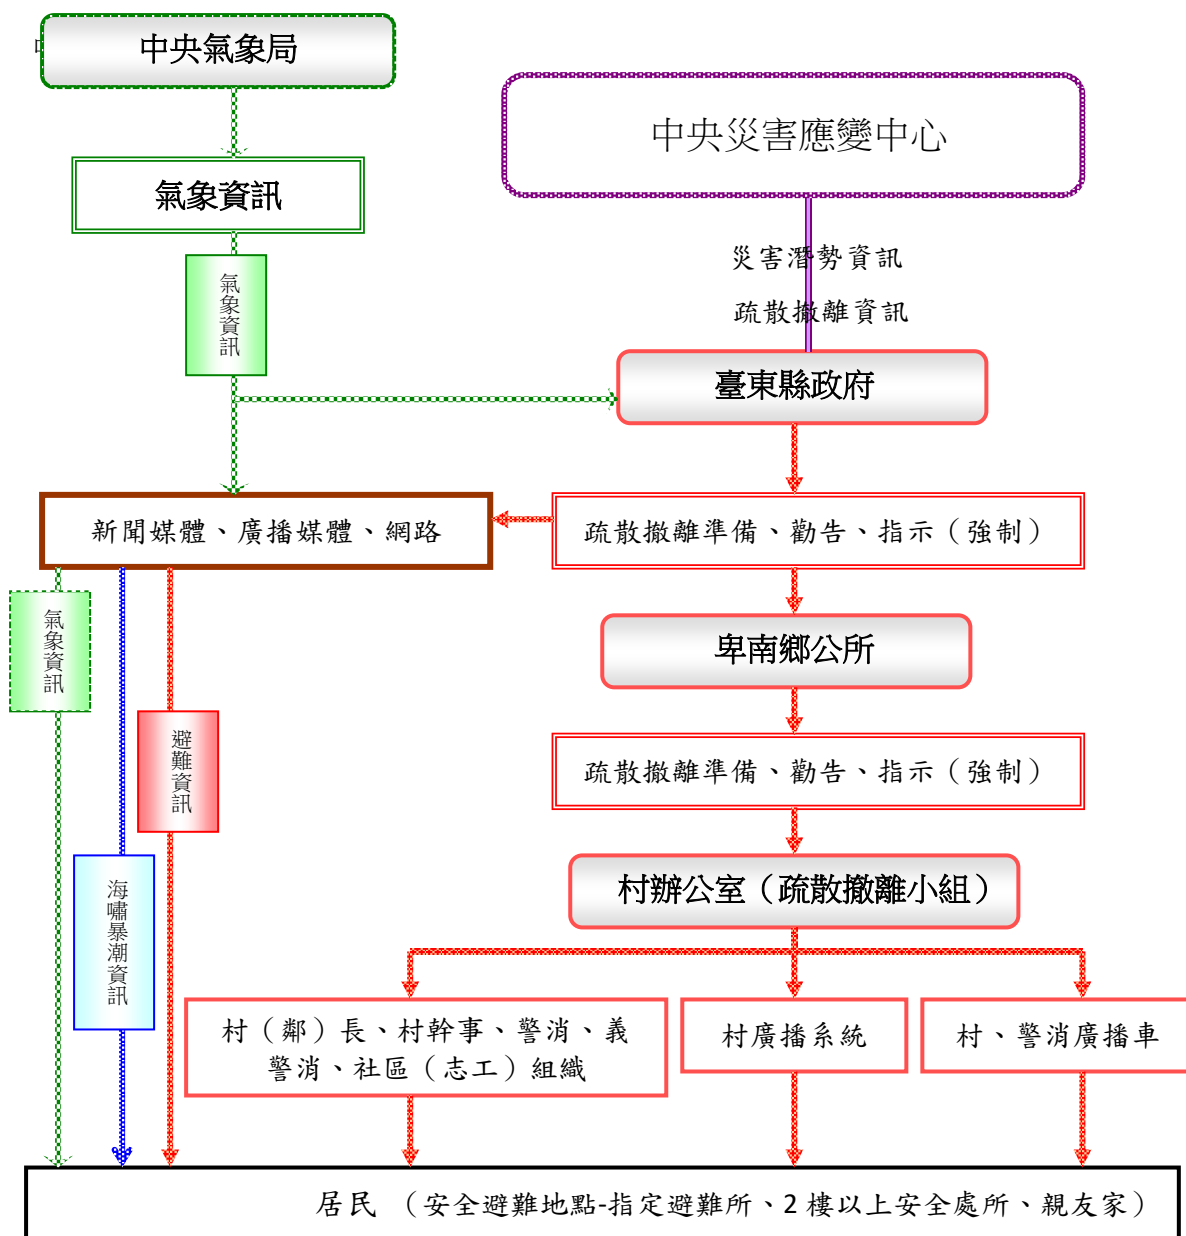 中央氣象局
中央災害應變中心
氣象資訊
災害潛勢資訊
氣象資訊
疏散撤離資訊
臺東縣政府
新聞媒體、廣播媒體、網路
疏散撤離準備、勸告、指示（強制）
氣象資訊
卑南鄉公所
避難資訊
疏散撤離準備、勸告、指示（強制）
海嘯暴潮資訊
村辦公室（疏散撤離小組）
村（鄰）長、村幹事、警消、義
警消、社區（志工）組織
村廣播系統
村、警消廣播車
居民 （安全避難地點-指定避難所、2 樓以上安全處所、親友家）